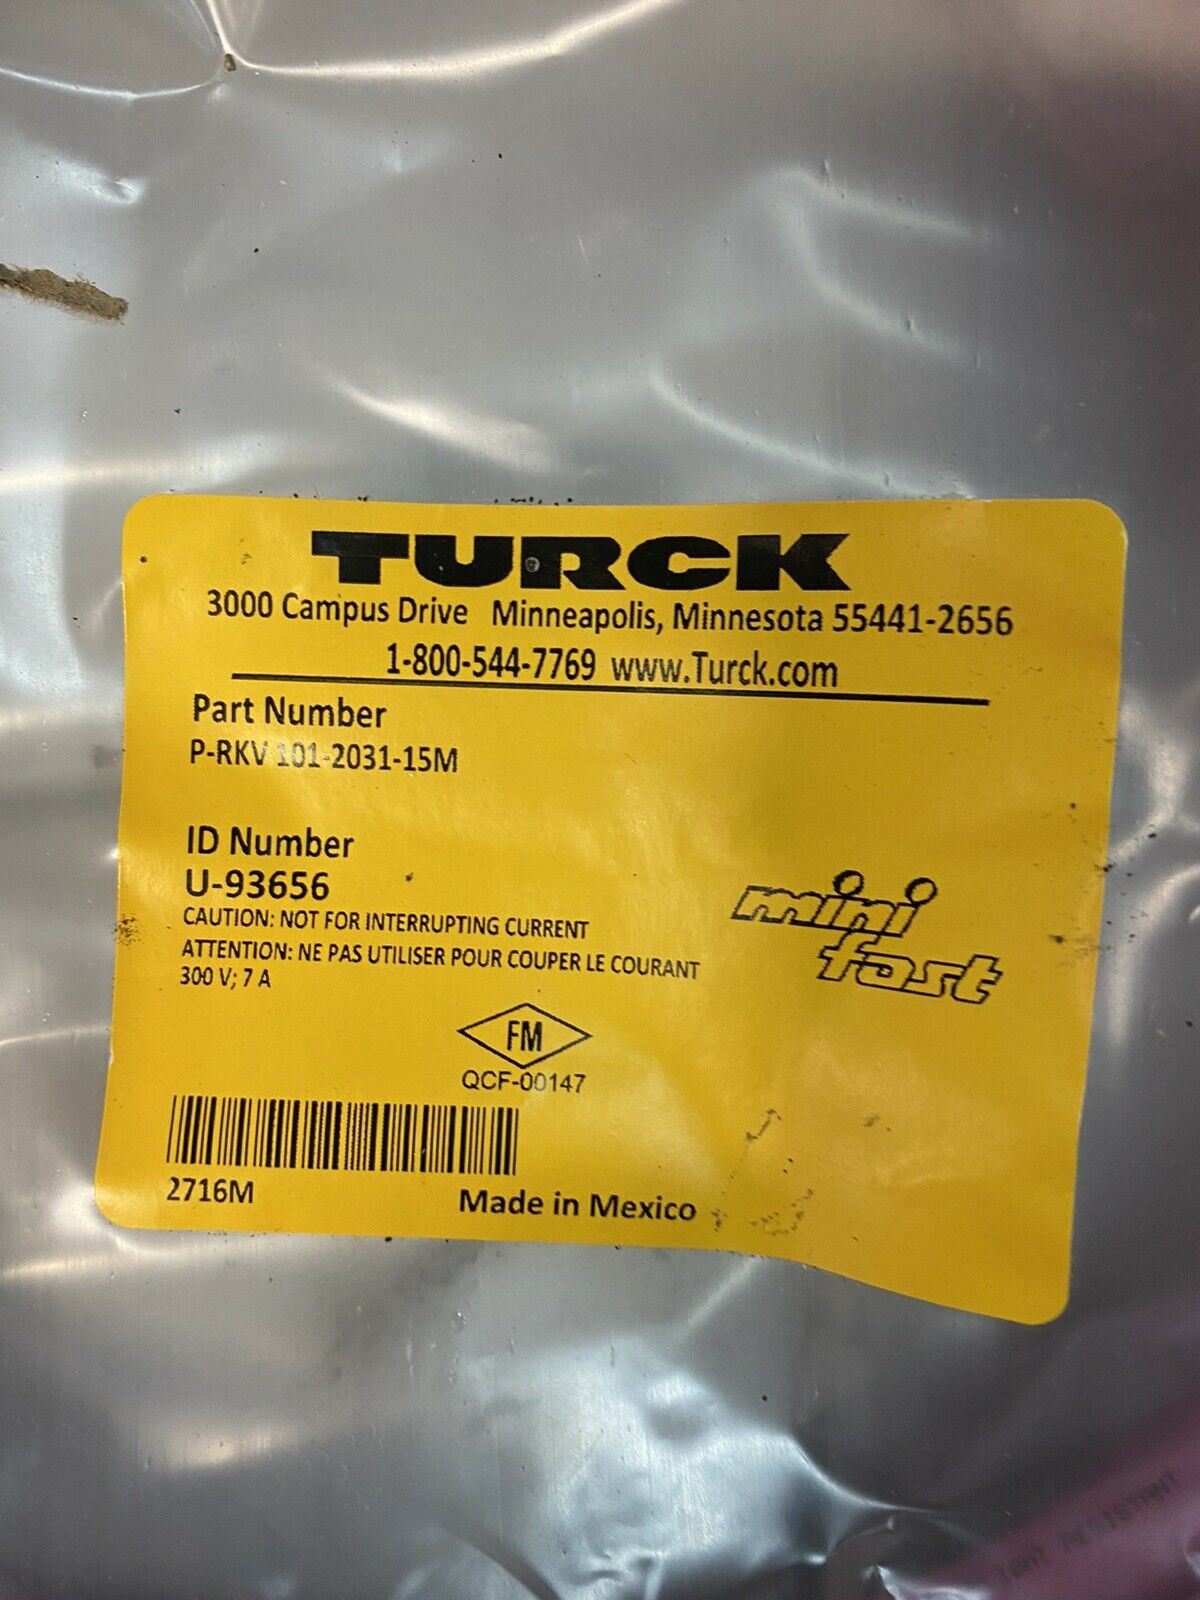 TURCK
3000 Campus Drive Minneapolis, Minnesota 55441-2656
1-800-544-7769 www.Turck.com
Part Number
P-RKV 101-2031-15M
ID Number
U-93656
CAUTION: NOT FOR INTERRUPTING CURRENT
ATTENTION: NE PAS UTILISER POUR COUPER LE COURANT
300 V; 7 A
mini
fast
FM
QCF-00147
2716M
Made in Mexico
RESISTANT